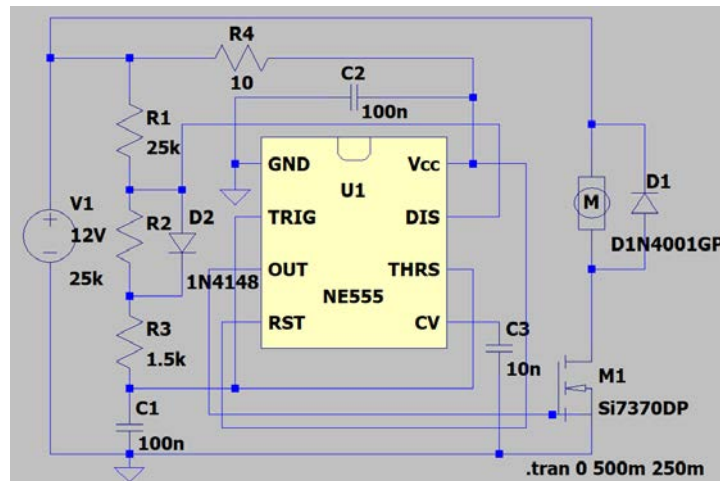 R4
10
C2
100n
R1
25k
GND
Vcc
U1
V1
12V
R2
25k
D2
1N4148
TRIG
DIS
M
D1
D1N4001GP
OUT
THRS
NE555
RST
CV
R3
1.5k
C3
10n
M1
Si7370DP
C1
100n
.tran 0 500m 250m